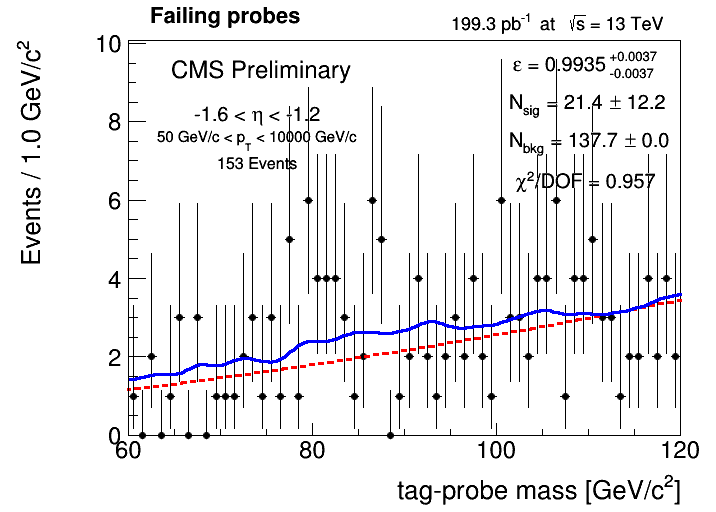 Failing probes
199.3 pb⁻¹ at √s = 13 TeV
CMS Preliminary
-1.6 < η < -1.2
50 GeV/c < p_T < 10000 GeV/c
153 Events
ε = 0.9935 +0.0037 -0.0037
N_sig = 21.4 ± 12.2
N_bkg = 137.7 ± 0.0
χ²/DOF = 0.957
Events / 1.0 GeV/c²
10
8
6
4
2
0
60 80 100 120
tag-probe mass [GeV/c²]